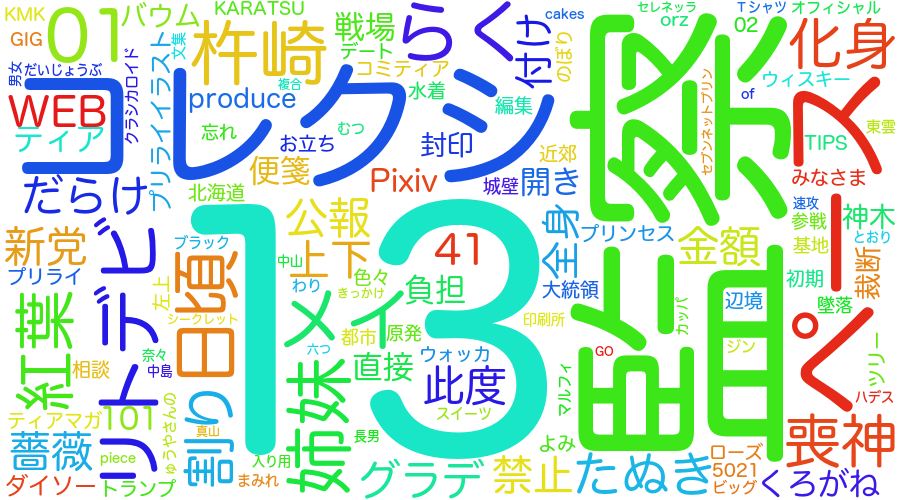 KMK
01
バウム
KARATSU
戦場
らく
付け
cakes
セレネッラ
orz
Tシャツ
02
オフィシャル
化身
GIG
文集
杵崎
デート
コミティア
のぼり
密
祭
ウィスキー
男女
だいじょうぶ
クラシカロイド
プリライイラスト
複合
水着
編集
セブンネットプリン
of
東雲
WEB
ティア
コレクション
produce
忘れ
お立ち
むつ
封印
TIPS
ス
だらけ
便箋
Pixiv
城壁
開き
近郊
みなさま
北海道
公報
全身
プリンセス
速攻
参戦
神木
新党
リトデビ
ブラック
日頃
13
上下
41
金額
基地
とおり
プリライ
左上
中山
色々
わり
きっかけ
負担
大統領
カッパ
辺境
初期
裁断
紅葉
シークレット
メイ
都市
原発
印刷所
監
墜落
ペー
相談
奈々
中島
六つ
直接
ウォッカ
GO
ジン
ツリー
ティアマガ
101
割り
姉妹
此度
スイーツ
マルフィ
ハデス
薔薇
piece
ゅうやさんの
真山
長男
よみ
ローズ
喪神
ダイソー
トランプ
まみれ
入り用
グラデ
禁止
たぬき
5021
ビッグ
くろがね